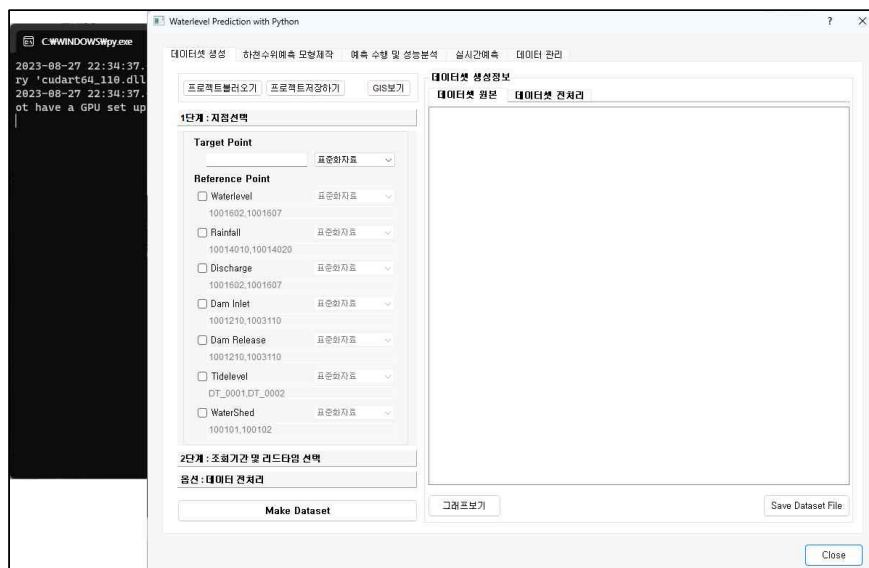 C:₩WINDOWS₩py.exe
2023-08-27 22:34:37.
ry 'cudart64_110.dll
2023-08-27 22:34:37.
ot have a GPU set up
Waterlevel Prediction with Python
? ×
데이터셋 생성 하천수위예측 모형제작 예측 수행 및 성능분석 실시간예측 데이터 관리
프로젝트불러오기 프로젝트저장하기 GIS보기
1단계 : 지점선택
Target Point
표준화자료
Reference Point
Waterlevel 표준화자료
1001602,1001607
Rainfall 표준화자료
10014010,10014020
Discharge 표준화자료
1001602,1001607
Dam Inlet 표준화자료
1001210,1003110
Dam Release 표준화자료
1001210,1003110
Tidelevel 표준화자료
DT_0001,DT_0002
WaterShed 표준화자료
100101,100102
2단계 : 조회기간 및 리드타임 선택
옵션 : 데이터 전처리
Make Dataset
데이터셋 생성정보
데이터셋 원본 데이터셋 전처리
그래프보기 Save Dataset File
Close